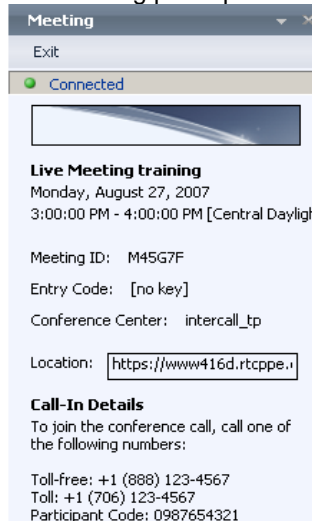 Meeting
Exit
Connected
Live Meeting training
Monday, August 27, 2007
3:00:00 PM - 4:00:00 PM [Central Dayligh
Meeting ID: M45G7F
Entry Code: [no key]
Conference Center: intercall_tp
Location: https://www416d.rtcppe.
Call-In Details
To join the conference call, call one of
the following numbers:
Toll-free: +1 (888) 123-4567
Toll: +1 (706) 123-4567
Participant Code: 0987654321